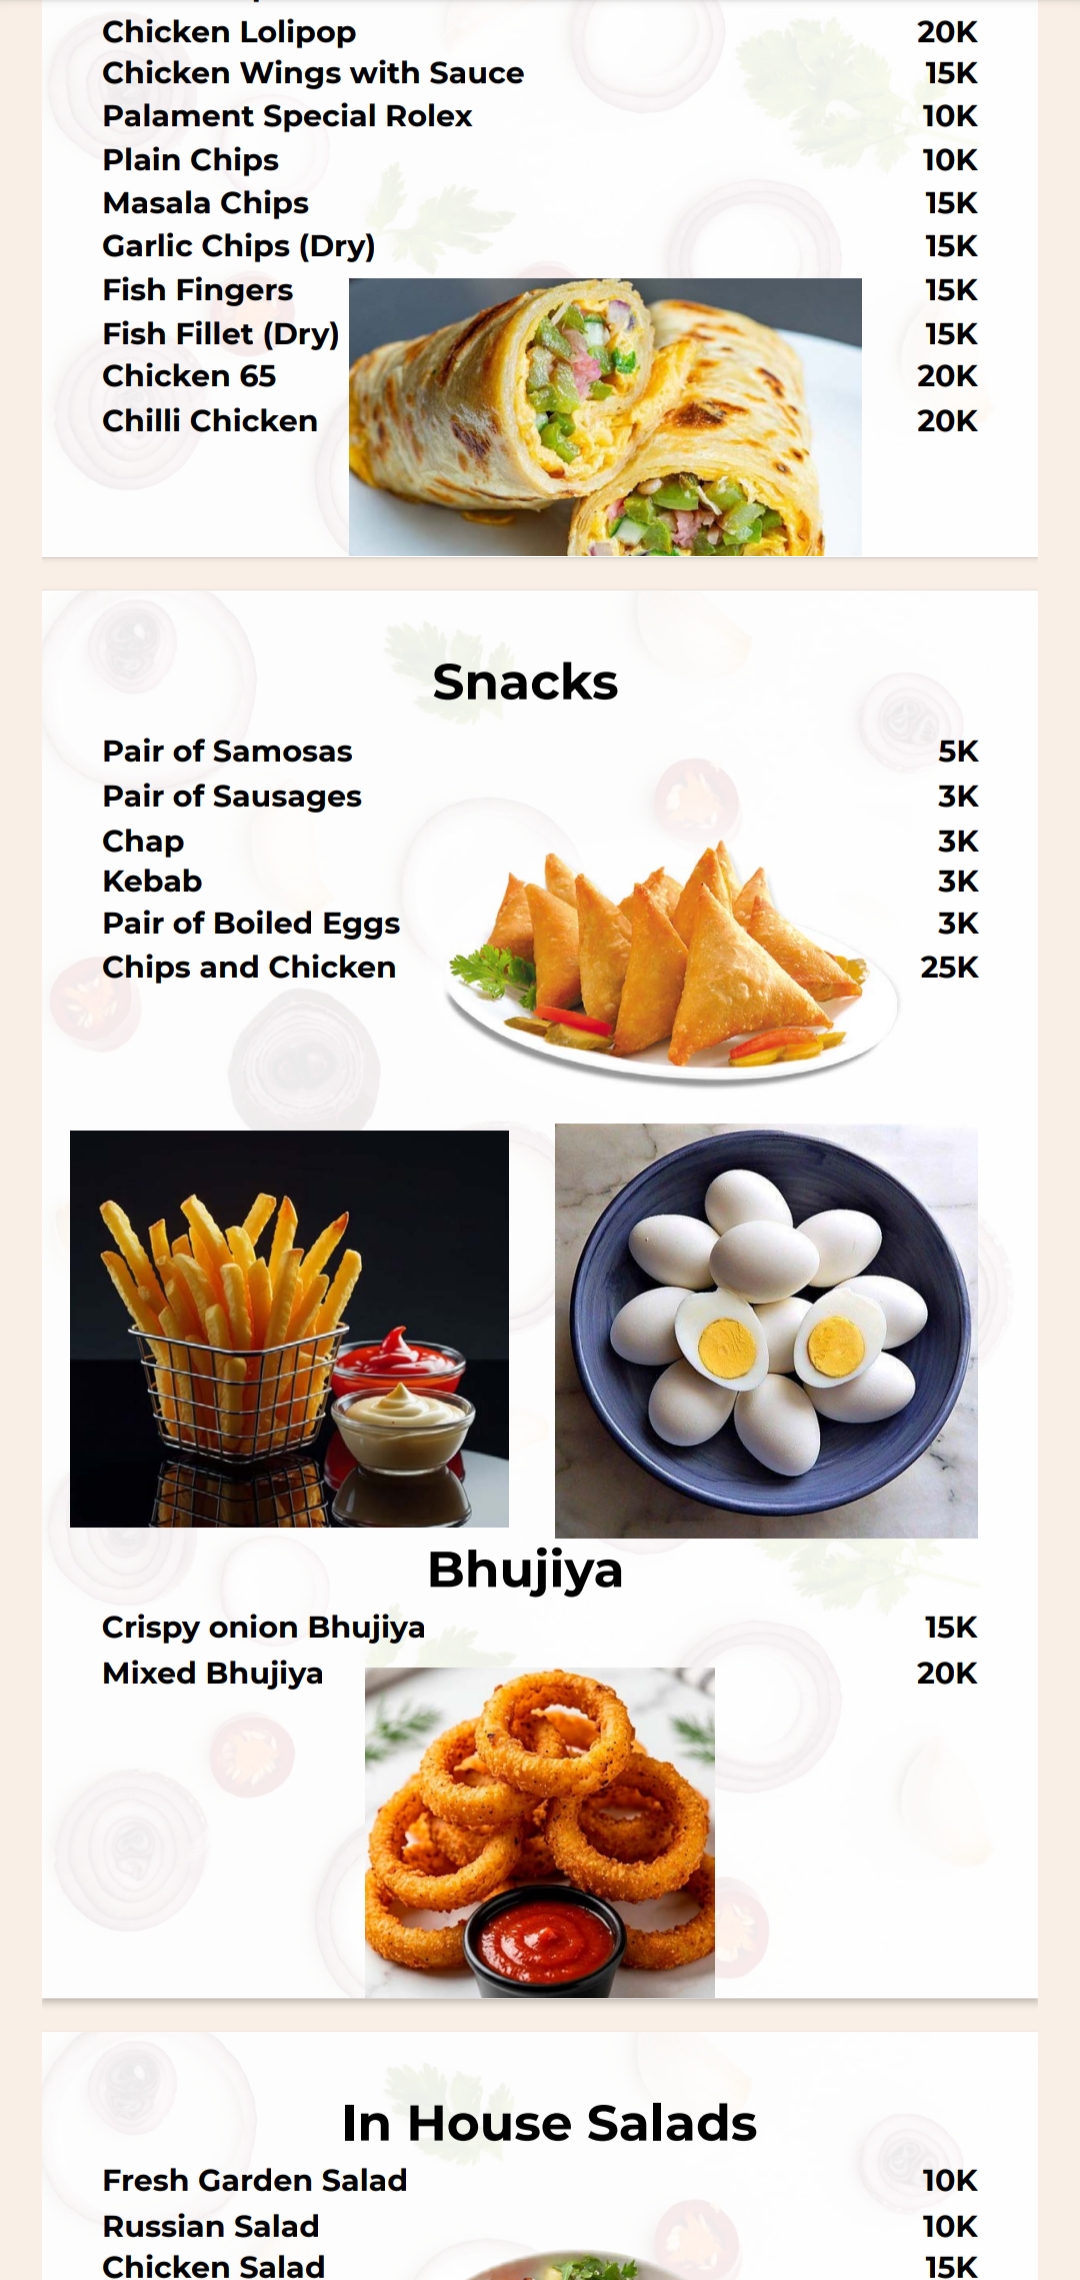 Chicken Lolipop 20K
Chicken Wings with Sauce 15K
Palament Special Rolex 10K
Plain Chips 10K
Masala Chips 15K
Garlic Chips (Dry) 15K
Fish Fingers 15K
Fish Fillet (Dry) 15K
Chicken 65 20K
Chilli Chicken 20K
Snacks
Pair of Samosas 5K
Pair of Sausages 3K
Chap 3K
Kebab 3K
Pair of Boiled Eggs 3K
Chips and Chicken 25K
Bhujiya
Crispy onion Bhujiya 15K
Mixed Bhujiya 20K
In House Salads
Fresh Garden Salad 10K
Russian Salad 10K
Chicken Salad 15K